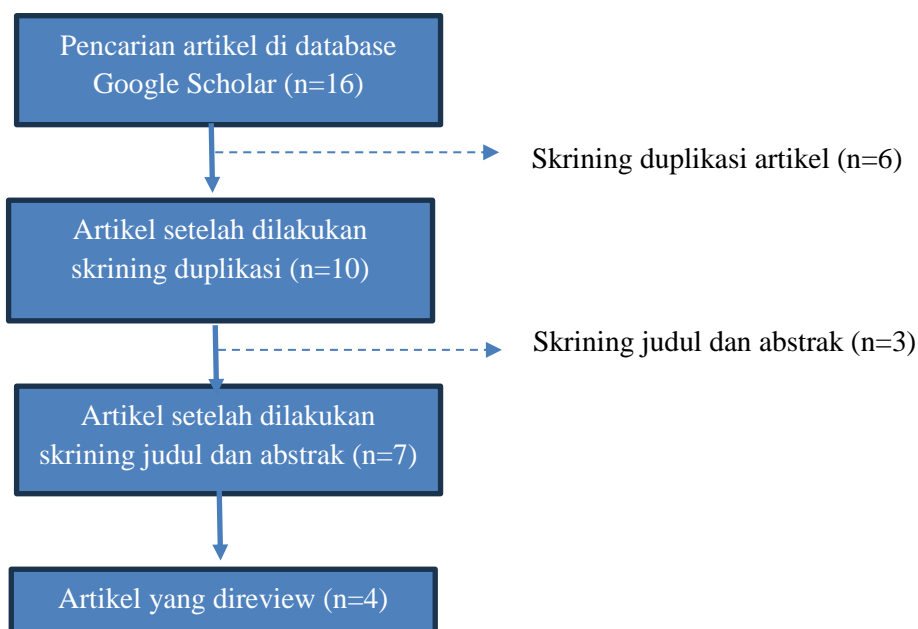 Pencarian artikel di database
Google Scholar (n=16)
Skrining duplikasi artikel (n=6)
Artikel setelah dilakukan
skrining duplikasi (n=10)
Skrining judul dan abstrak (n=3)
Artikel setelah dilakukan
skrining judul dan abstrak (n=7)
Artikel yang direview (n=4)